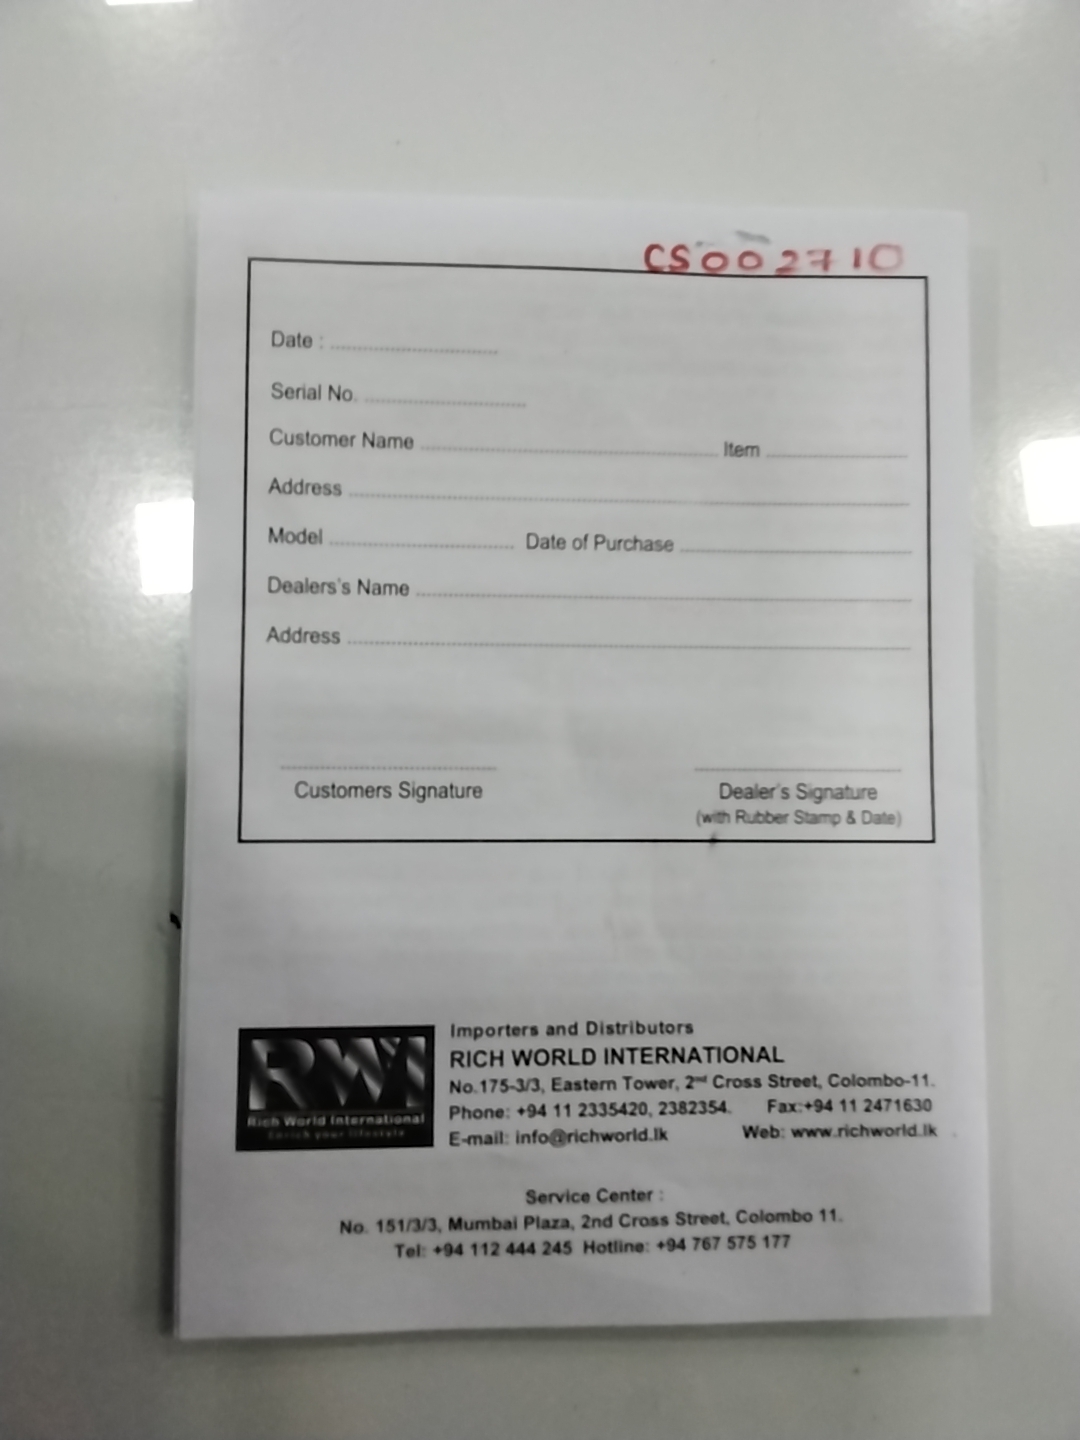 CS002710
Date :
Serial No.
Customer Name Item
Address
Model Date of Purchase
Dealers's Name
Address
Customers Signature Dealer's Signature
(with Rubber Stamp & Date)
RWI
Rich World International
Enrich your lifestyle
Importers and Distributors
RICH WORLD INTERNATIONAL
No.175-3/3, Eastern Tower, 2nd Cross Street, Colombo-11.
Phone: +94 11 2335420, 2382354. Fax:+94 11 2471630
E-mail: info@richworld.lk Web: www.richworld.lk
Service Center :
No. 151/3/3, Mumbai Plaza, 2nd Cross Street, Colombo 11.
Tel: +94 112 444 245 Hotline: +94 767 575 177